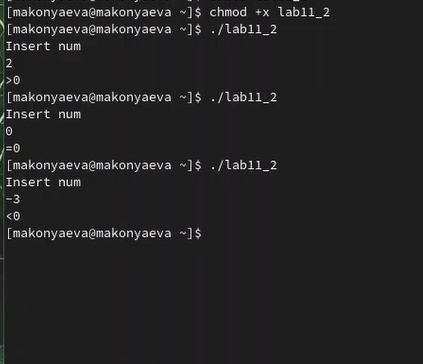 [makonyaeva@makonyaeva ~]$ chmod +x lab11_2
[makonyaeva@makonyaeva ~]$ ./lab11_2
Insert num
2
>0
[makonyaeva@makonyaeva ~]$ ./lab11_2
Insert num
0
=0
[makonyaeva@makonyaeva ~]$ ./lab11_2
Insert num
-3
<0
[makonyaeva@makonyaeva ~]$